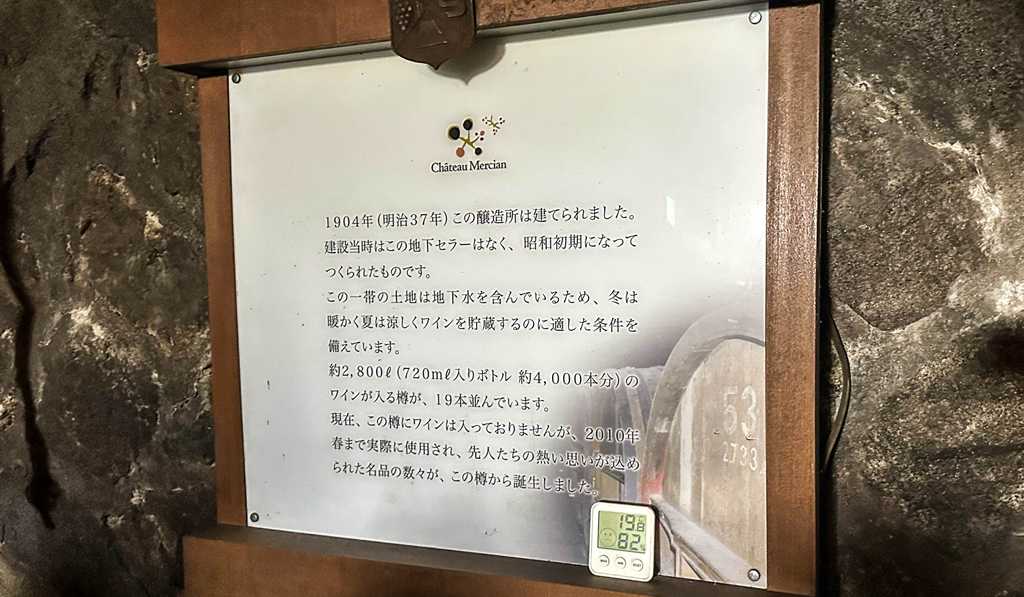 Château Mercian
1904年(明治37年)この醸造所は建てられました。
建設当時はこの地下セラーはなく、昭和初期になって
つくられたものです。
この一帯の土地は地下水を含んでいるため、冬は
暖かく夏は涼しくワインを貯蔵するのに適した条件を
備えています。
約2,800ℓ(720mℓ入りボトル 約4,000本分)の
ワインが入る樽が、19本並んでいます。
現在、この樽にワインは入っておりませんが、2010年
春まで実際に使用され、先人たちの熱い思いが込め
られた名品の数々が、この樽から誕生しました。
53
2733
19.8
82